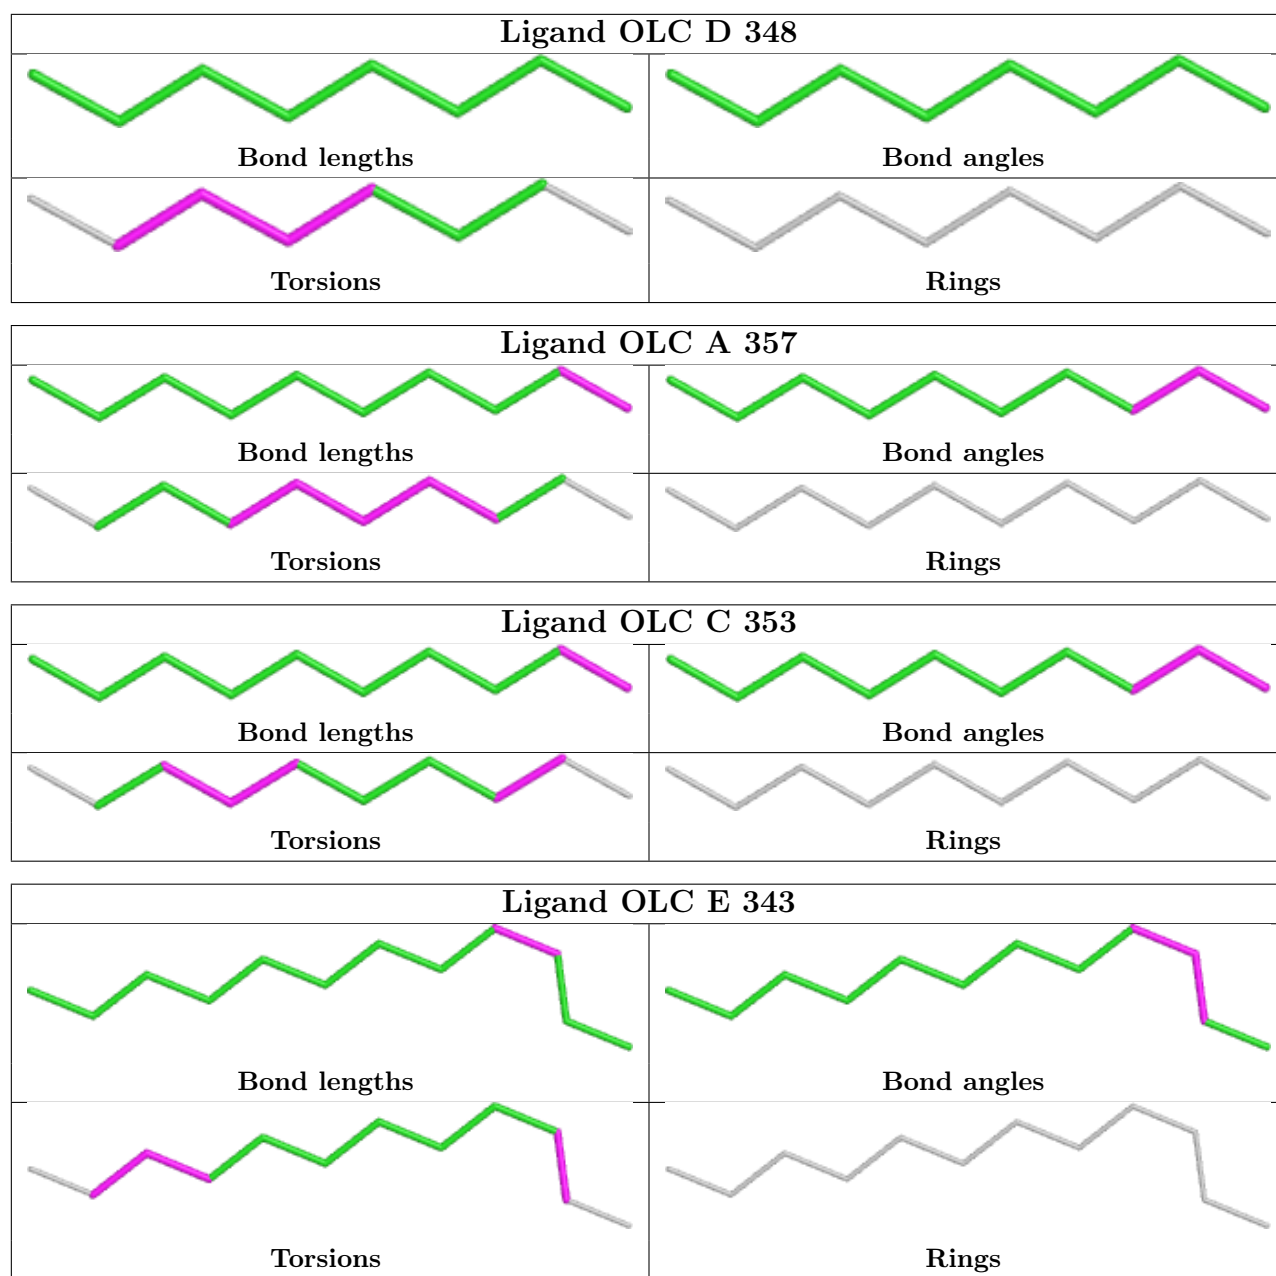 Ligand OLC D 348
Bond lengths
Bond angles
Torsions
Rings
Ligand OLC A 357
Bond lengths
Bond angles
Torsions
Rings
Ligand OLC C 353
Bond lengths
Bond angles
Torsions
Rings
Ligand OLC E 343
Bond lengths
Bond angles
Torsions
Rings